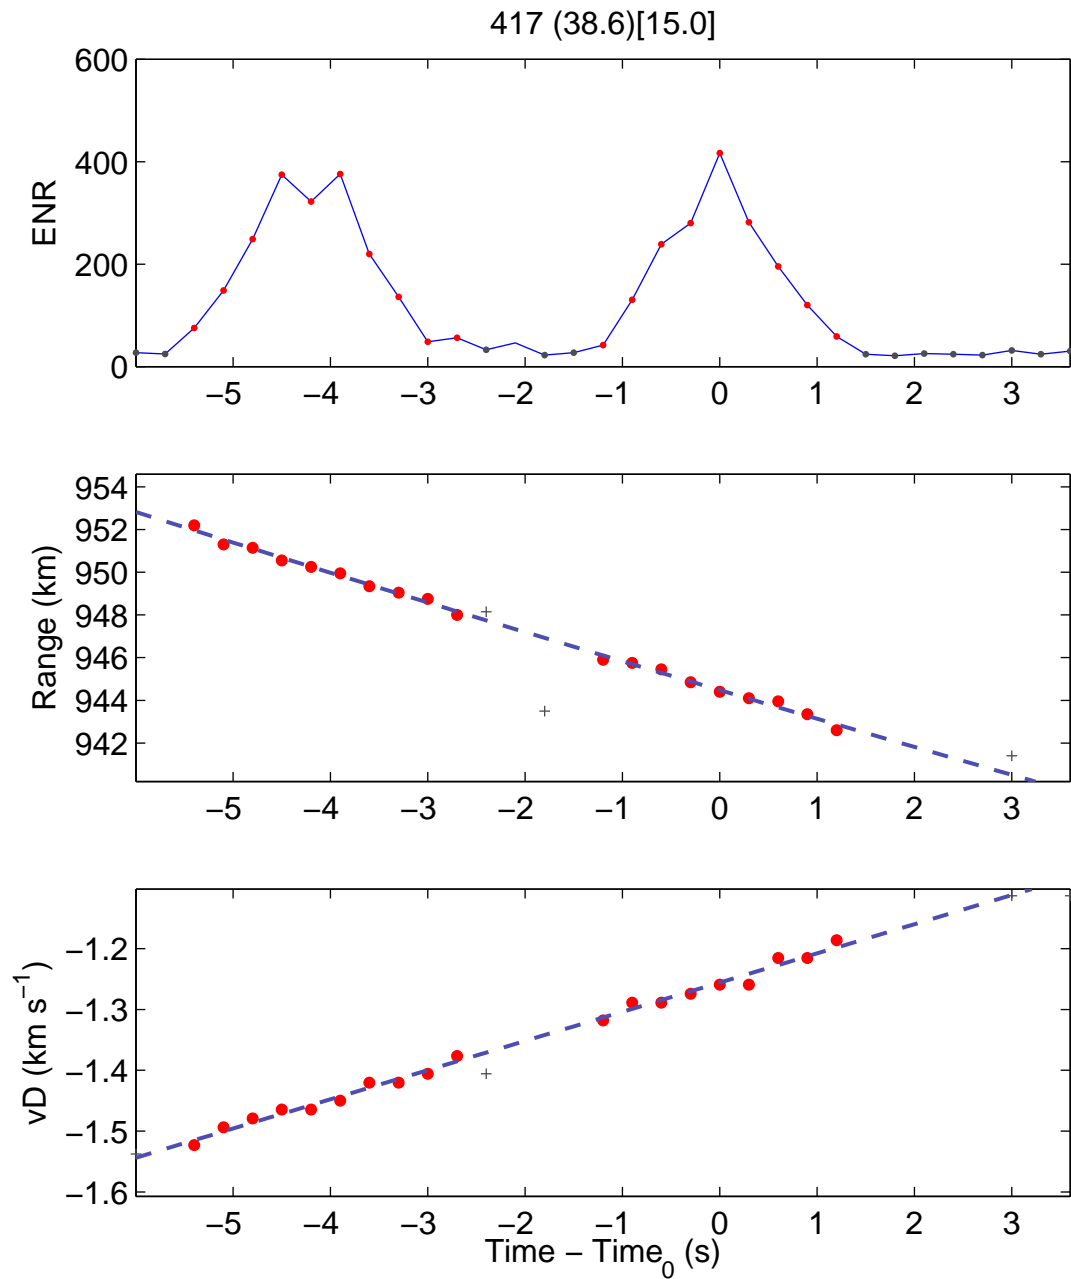 417 (38.6)[15.0]
600
400
200
0
ENR
−5 −4 −3 −2 −1 0 1 2 3
954
952
950
948
946
944
942
Range (km)
−5 −4 −3 −2 −1 0 1 2 3
−1.2
−1.3
−1.4
−1.5
−1.6
vD (km s⁻¹)
−5 −4 −3 −2 −1 0 1 2 3
Time − Time₀ (s)